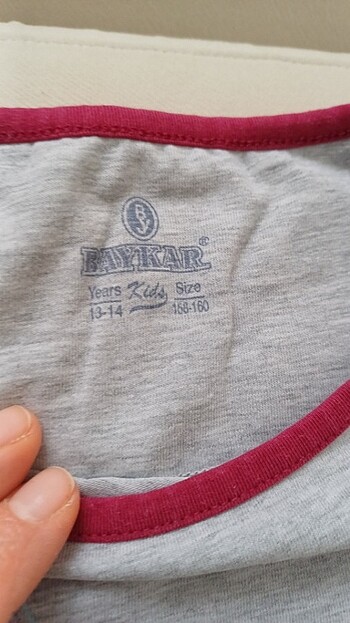 BAYKAR®
Years Kids Size
13-14 158-160